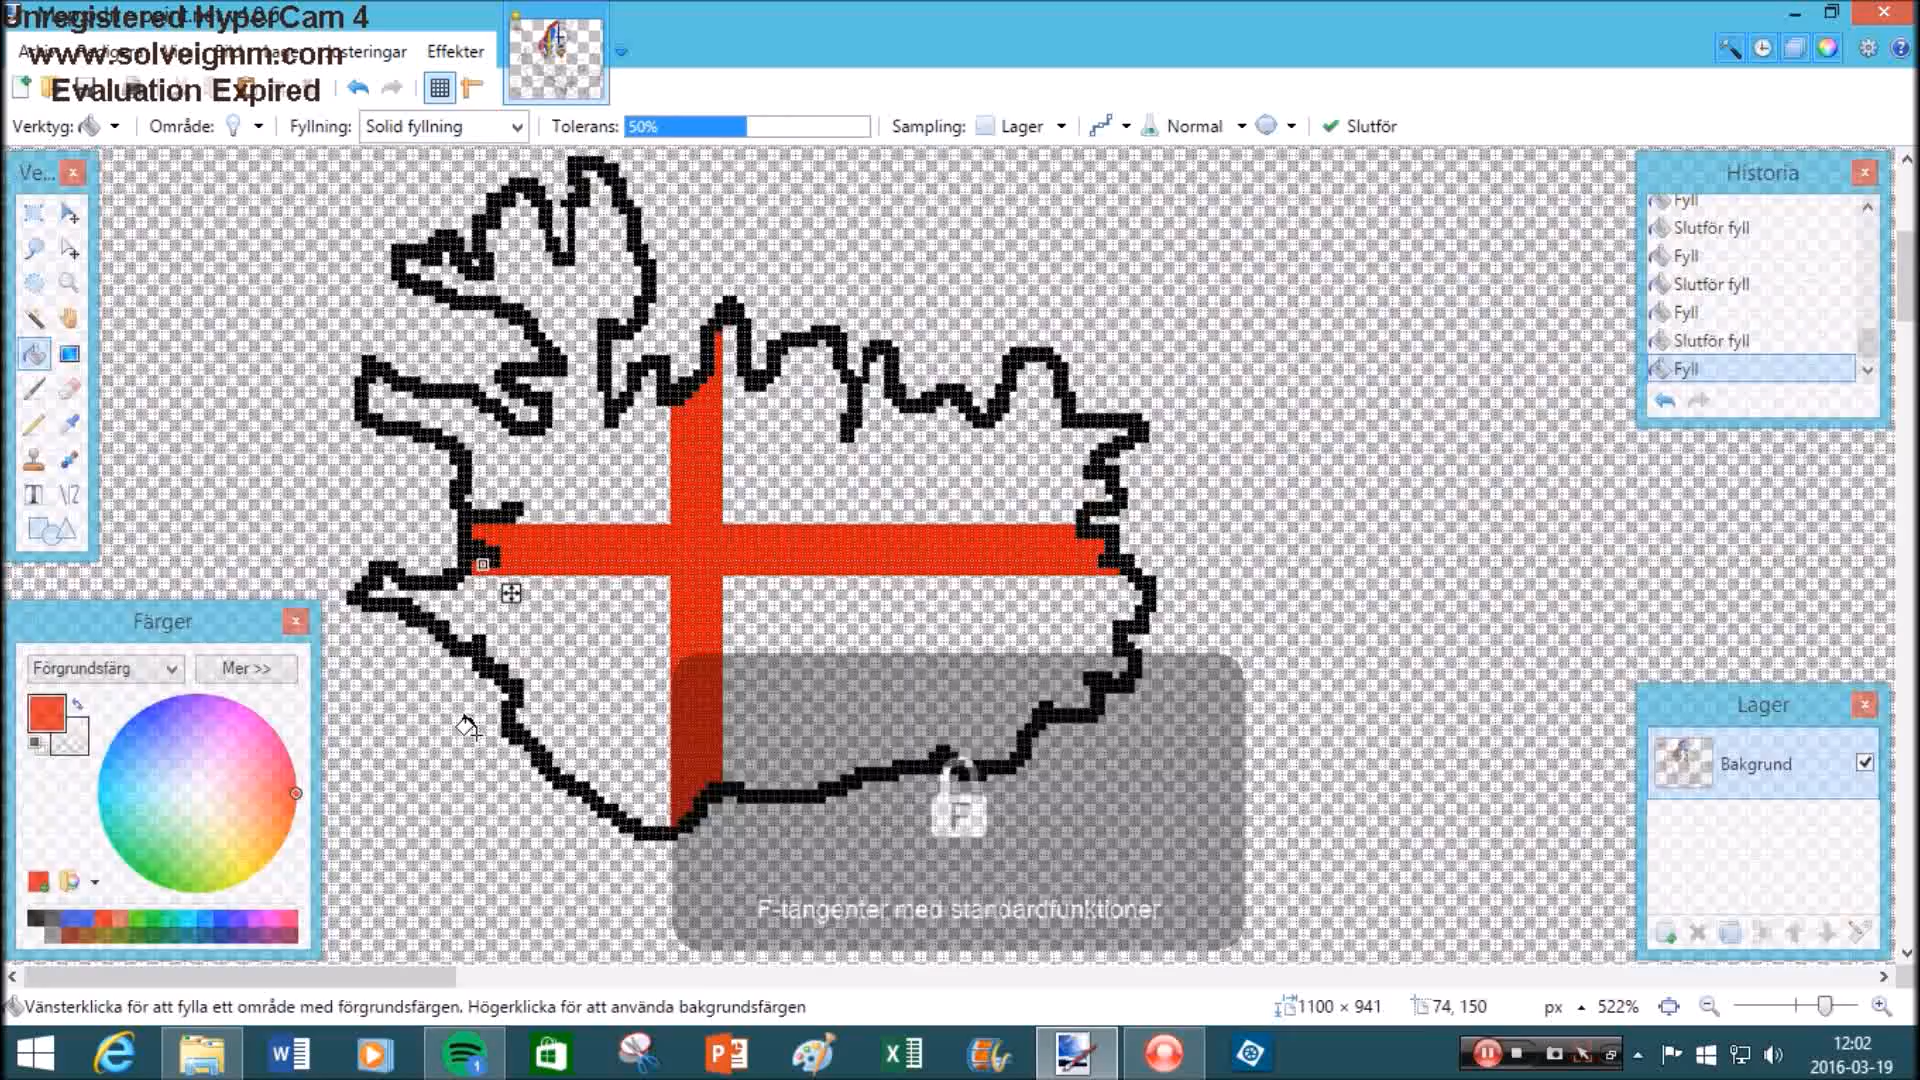 Unregistered HyperCam 4
www.solveigmm.com
Evaluation Expired
Lager
justeringar
Effekter
Verktyg:
Område:
Fyllning:
Solid fyllning
Tolerans:
50%
Sampling:
Lager
Normal
Slutför
Ve...
Historia
Fyll
Slutför fyll
Fyll
Slutför fyll
Fyll
Slutför fyll
Fyll
Färger
Förgrundsfärg
Mer >>
Lager
Bakgrund
F
F-tangenter med standardfunktioner
Vänsterklicka för att fylla ett område med förgrundsfärgen. Högerklicka för att använda bakgrundsfärgen
1100 × 941
74, 150
px
522%
12:02
2016-03-19